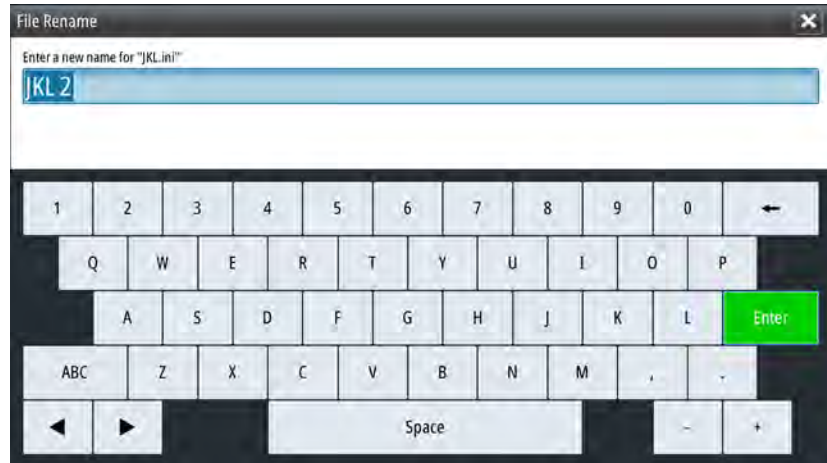 File Rename
Enter a new name for "JKL.ini"
JKL 2
1 2 3 4 5 6 7 8 9 0 ←
Q W E R T Y U I O P
A S D F G H J K L Enter
ABC Z X C V B N M , .
◀ ▶ Space - +